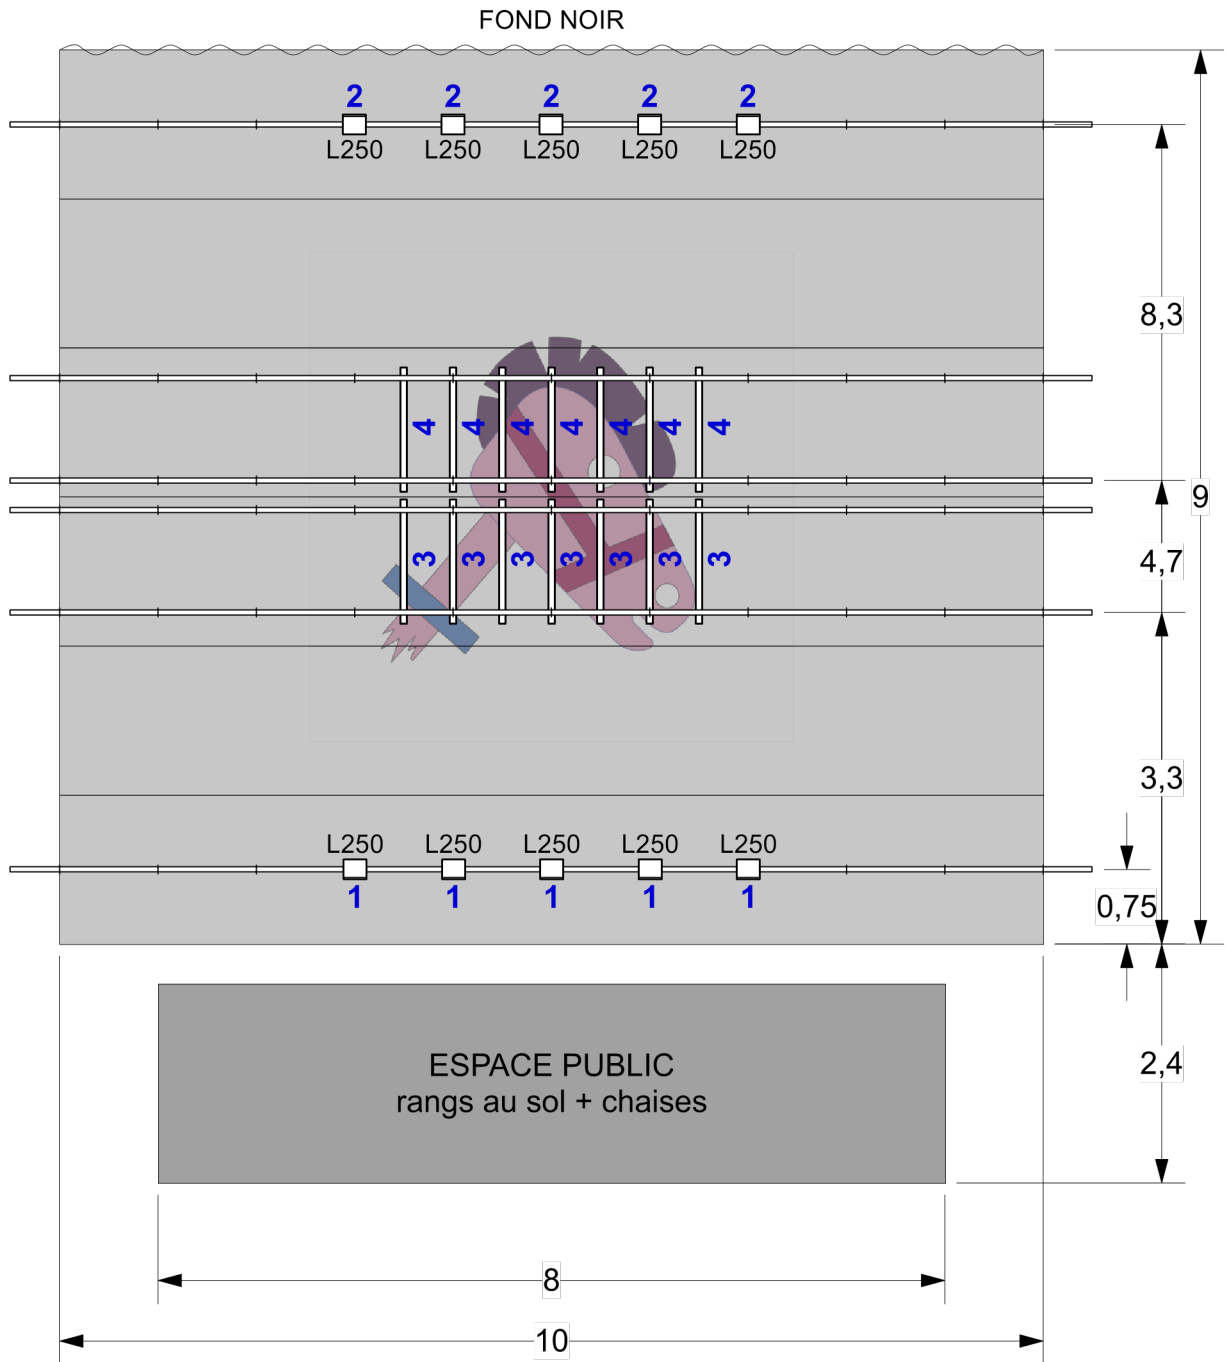 FOND NOIR
2 2 2 2 2
L250 L250 L250 L250 L250
8,3
4 4 4 4 4 4 4
9
3 3 3 3 3 3 3
4,7
3,3
L250 L250 L250 L250 L250
1 1 1 1 1
0,75
ESPACE PUBLIC
2,4
rangs au sol + chaises
8
10